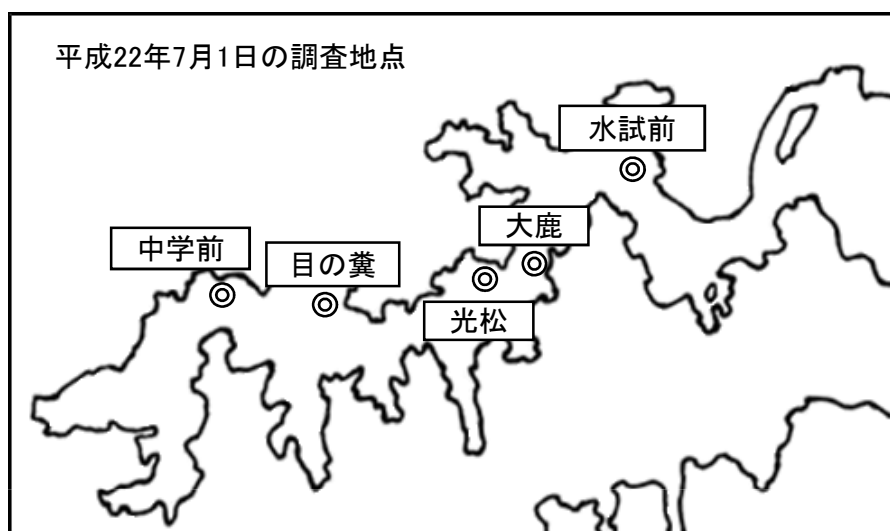 平成22年7月1日の調査地点
水試前
大鹿
中学前
目の糞
光松